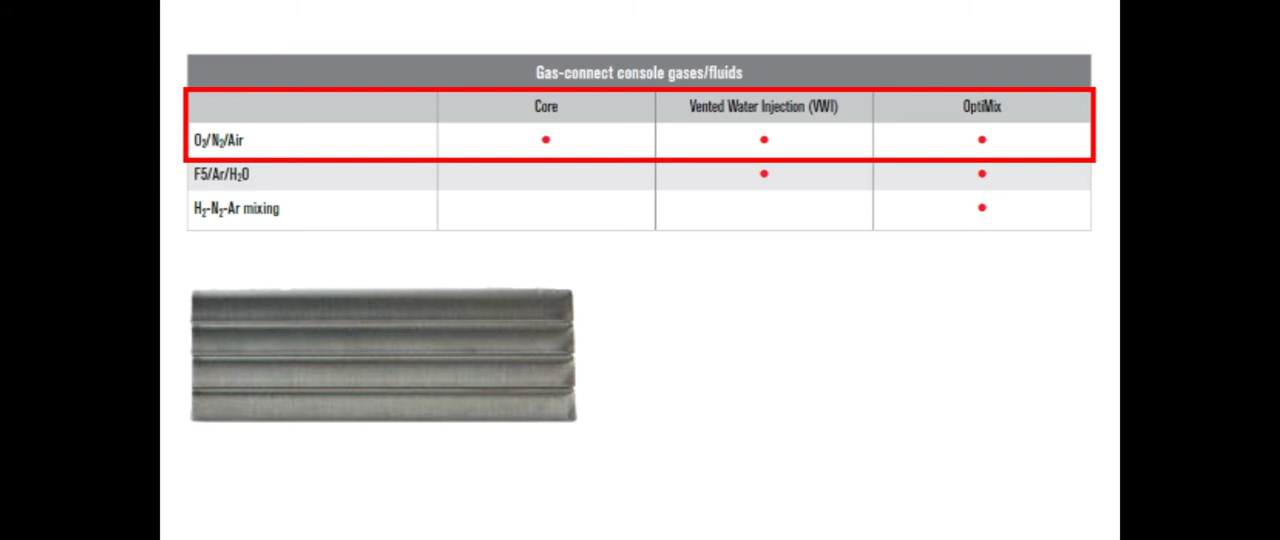 Gas-connect console gases/fluids
Core Vented Water Injection (VWI) OptiMix
O₂/N₂/Air • • •
F5/Ar/H₂O • •
H₂-N₂-Ar mixing •